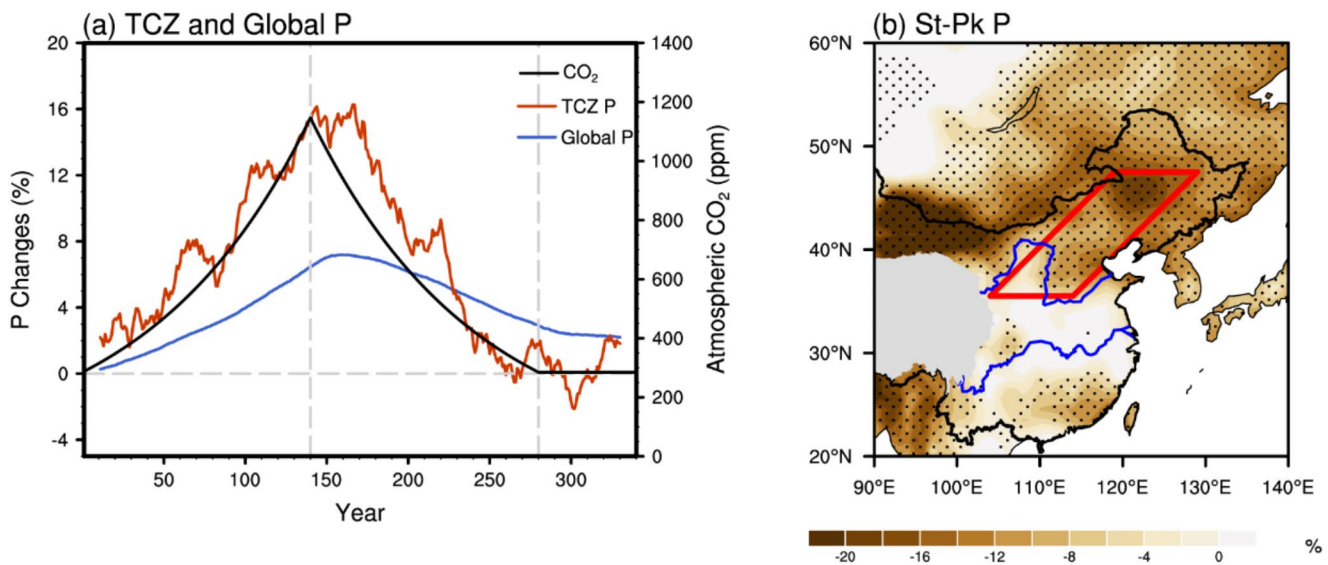 (a) TCZ and Global P
20
16
12
8
4
0
-4
P Changes (%)
50 100 150 200 250 300
Year
1400
1200
1000
800
600
400
200
0
Atmospheric CO₂ (ppm)
CO₂
TCZ P
Global P
(b) St-Pk P
60°N
50°N
40°N
30°N
20°N
90°E 100°E 110°E 120°E 130°E 140°E
-20 -16 -12 -8 -4 0 %